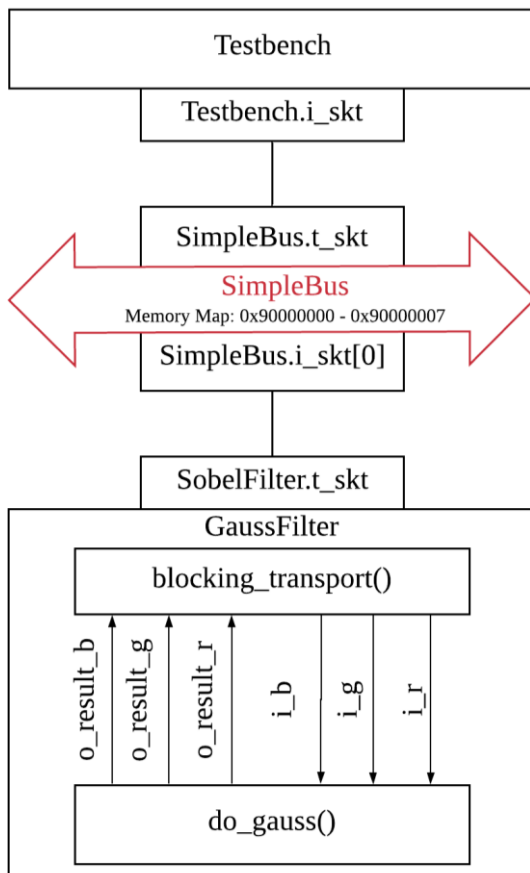 Testbench
Testbench.i_skt
SimpleBus.t_skt
SimpleBus
Memory Map: 0x90000000 - 0x90000007
SimpleBus.i_skt[0]
SobelFilter.t_skt
GaussFilter
blocking_transport()
o_result_b
o_result_g
o_result_r
i_b
i_g
i_r
do_gauss()